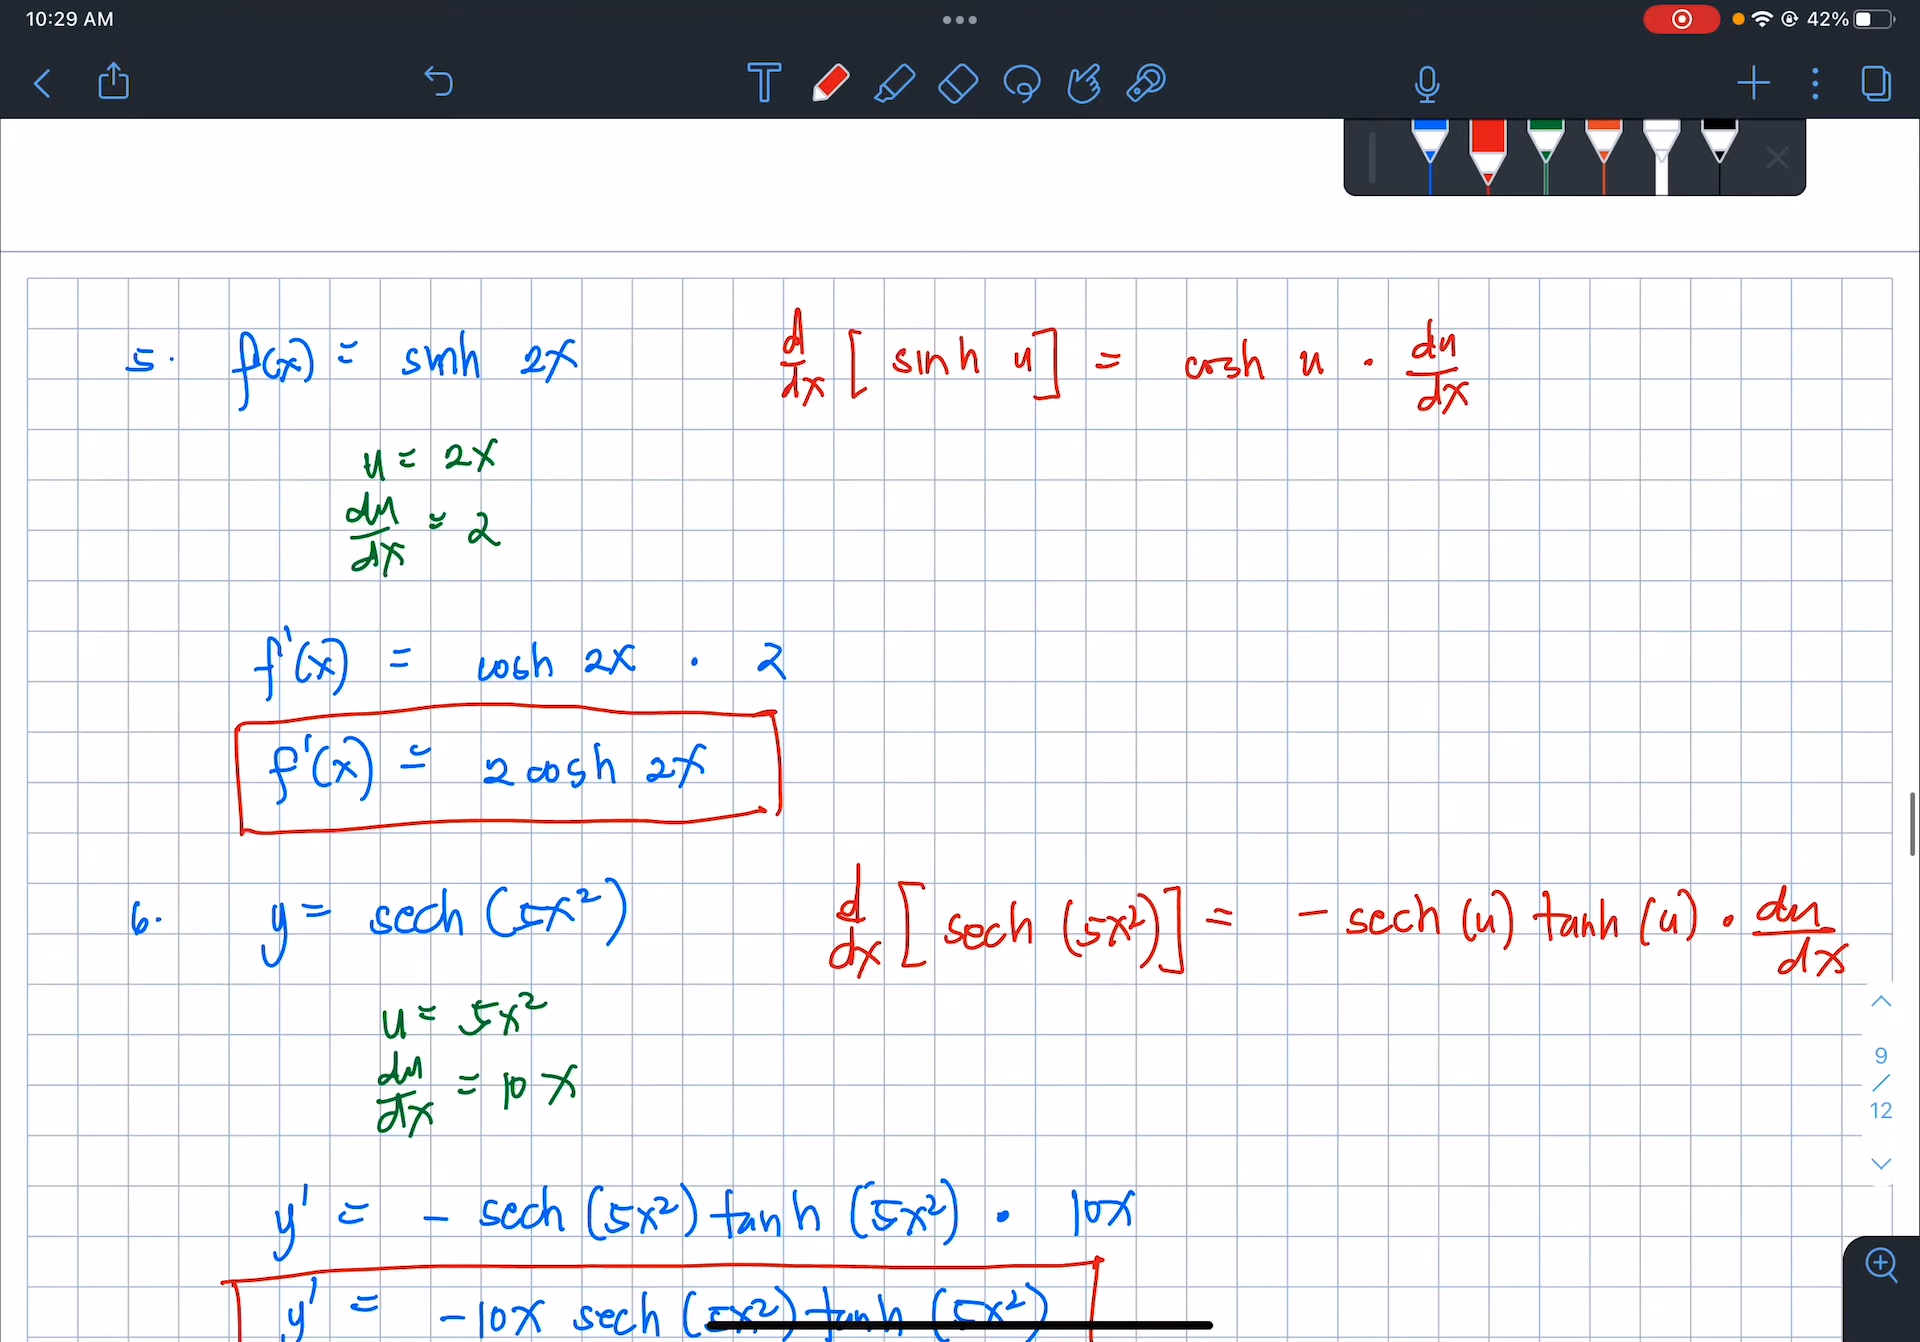 10:29 AM
42%
5. f(x) = sinh 2x
d/dx [sinh u] = cosh u · du/dx
u = 2x
du/dx = 2
f'(x) = cosh 2x · 2
f'(x) = 2 cosh 2x
6. y = sech (5x²)
d/dx [sech (5x²)] = - sech (u) tanh (u) · du/dx
u = 5x²
du/dx = 10x
9
/
12
y' = - sech (5x²) tanh (5x²) · 10x
y' = -10x sech (5x²) tanh (5x²)